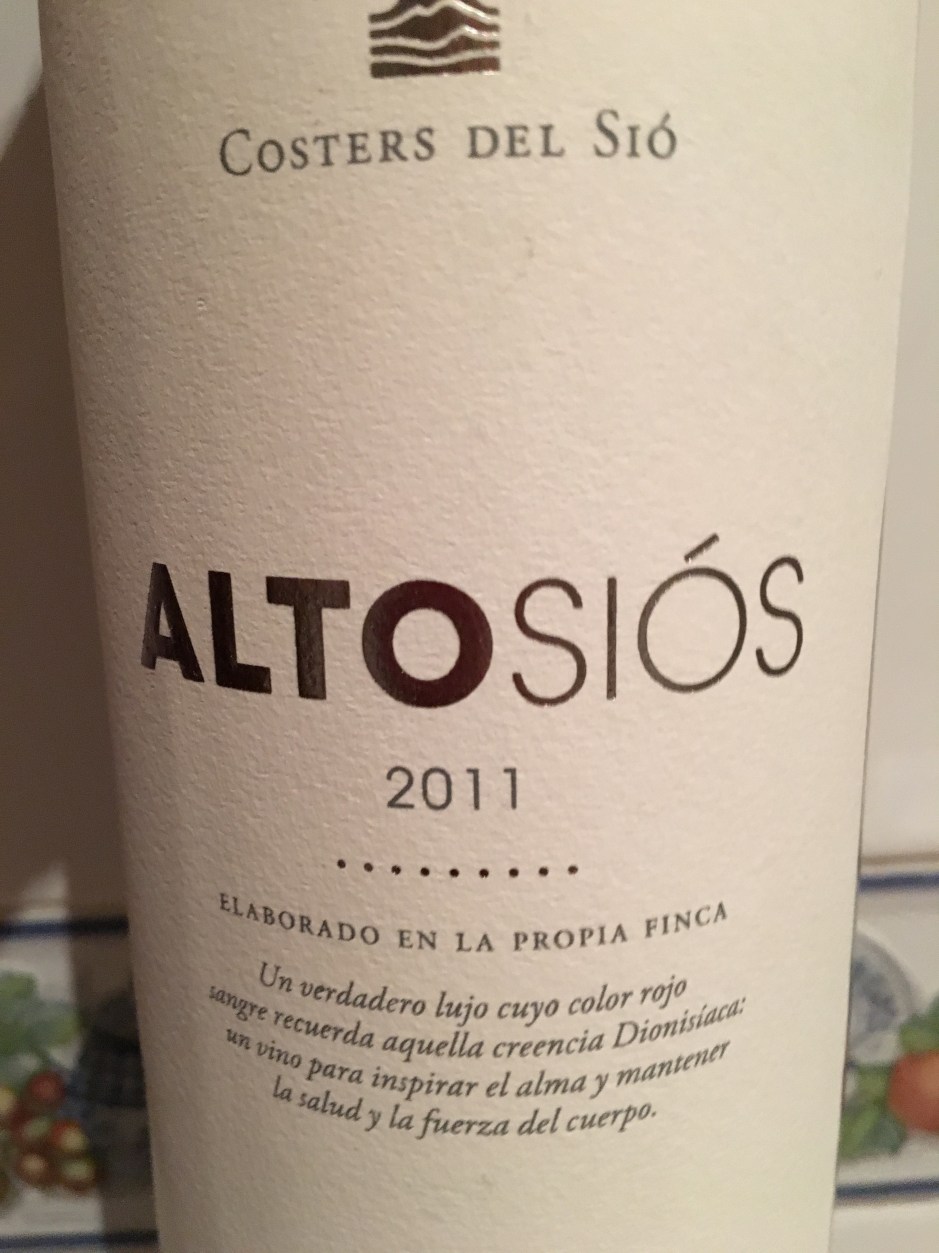 COSTERS DEL SIÓ
ALTOSIÓS
2011
ELABORADO EN LA PROPIA FINCA
Un verdadero lujo cuyo color rojo
sangre recuerda aquella creencia Dionisíaca:
un vino para inspirar el alma y mantener
la salud y la fuerza del cuerpo.